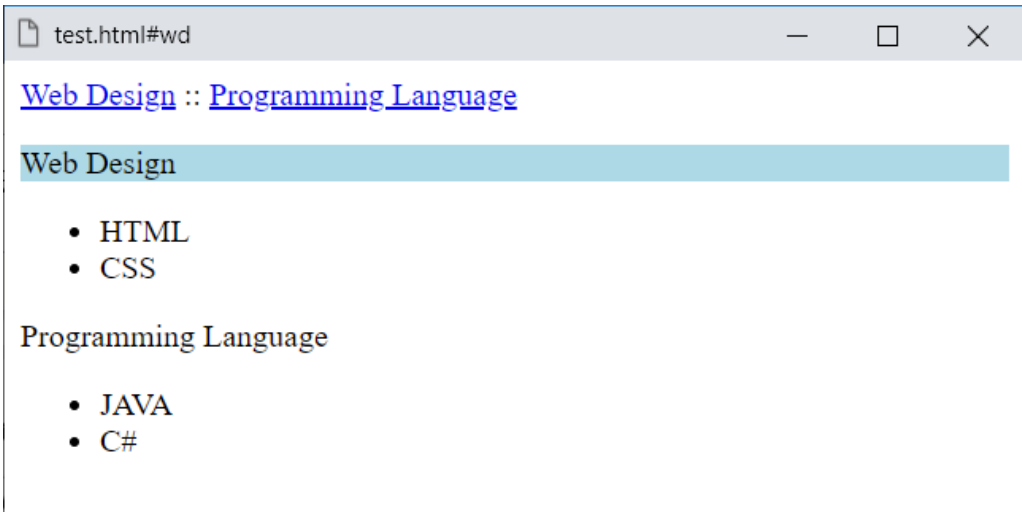 test.html#wd
Web Design :: Programming Language
Web Design
HTML
CSS
Programming Language
JAVA
C#